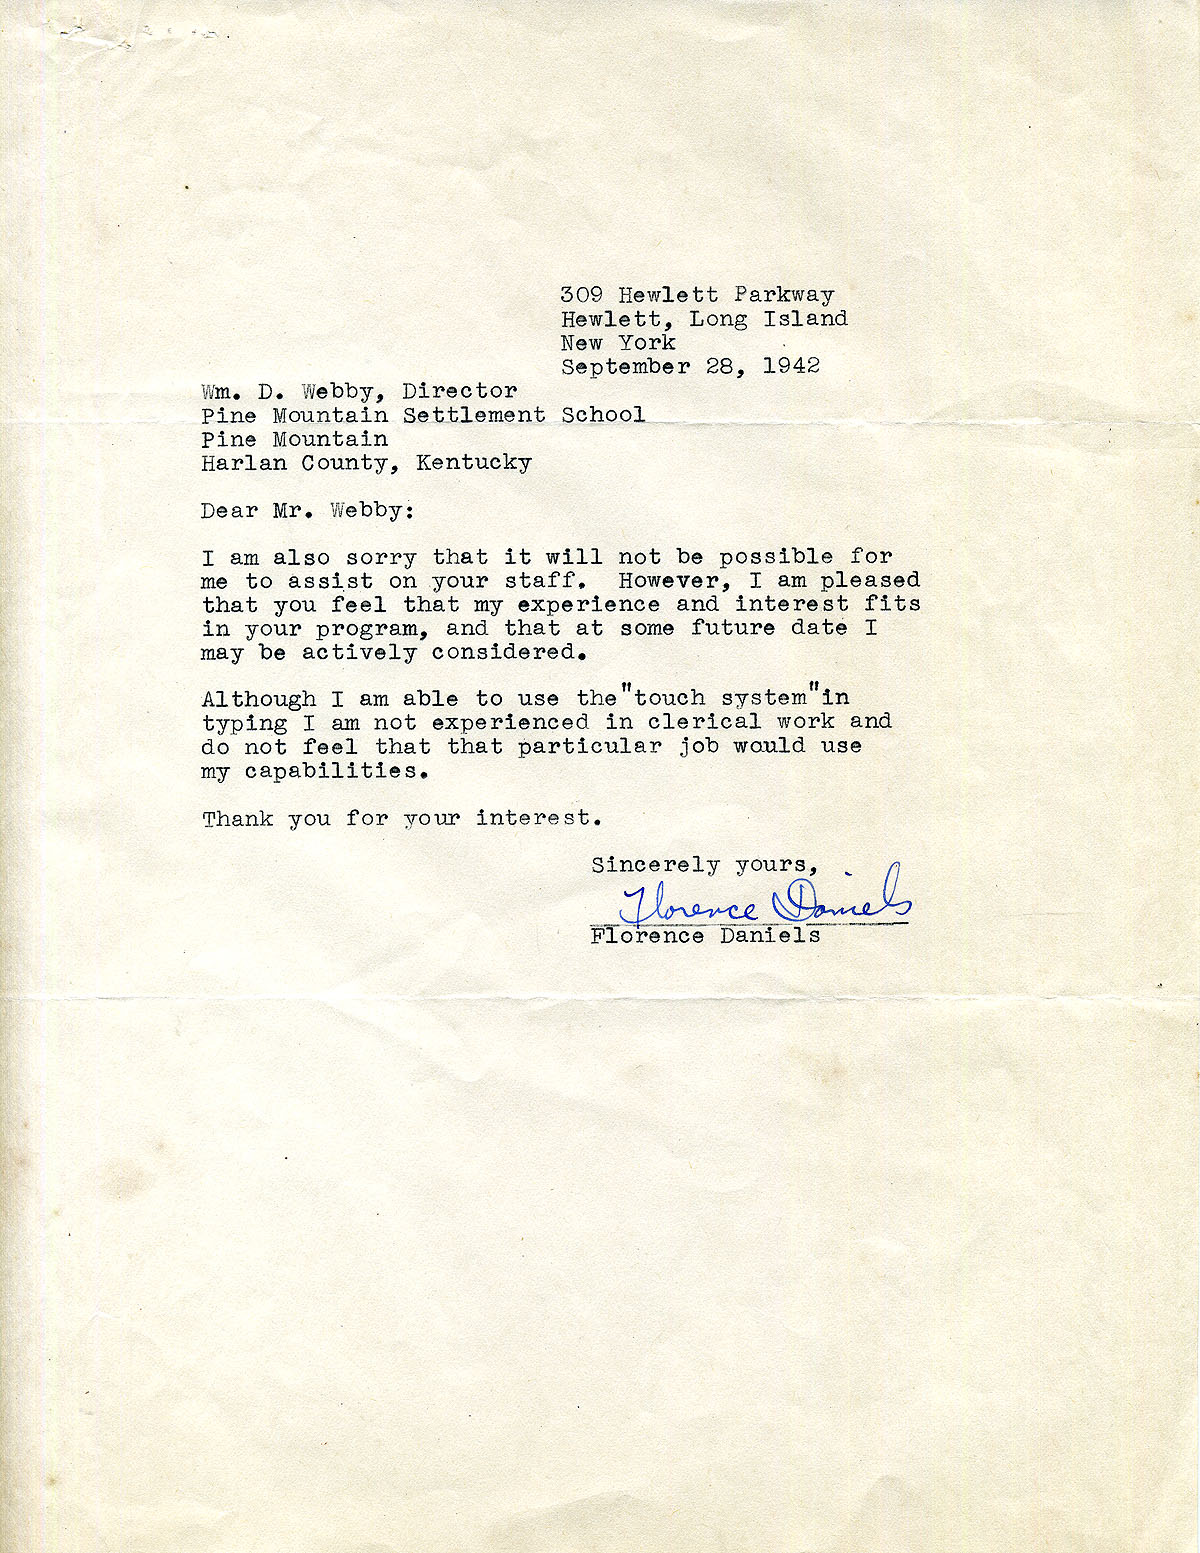 309 Hewlett Parkway
Hewlett, Long Island
New York
September 28, 1942
Wm. D. Webby, Director
Pine Mountain Settlement School
Pine Mountain
Harlan County, Kentucky
Dear Mr. Webby:
I am also sorry that it will not be possible for
me to assist on your staff.  However, I am pleased
that you feel that my experience and interest fits
in your program, and that at some future date I
may be actively considered.
Although I am able to use the"touch system"in
typing I am not experienced in clerical work and
do not feel that that particular job would use
my capabilities.
Thank you for your interest.
Sincerely yours,
Florence Daniels
Florence Daniels